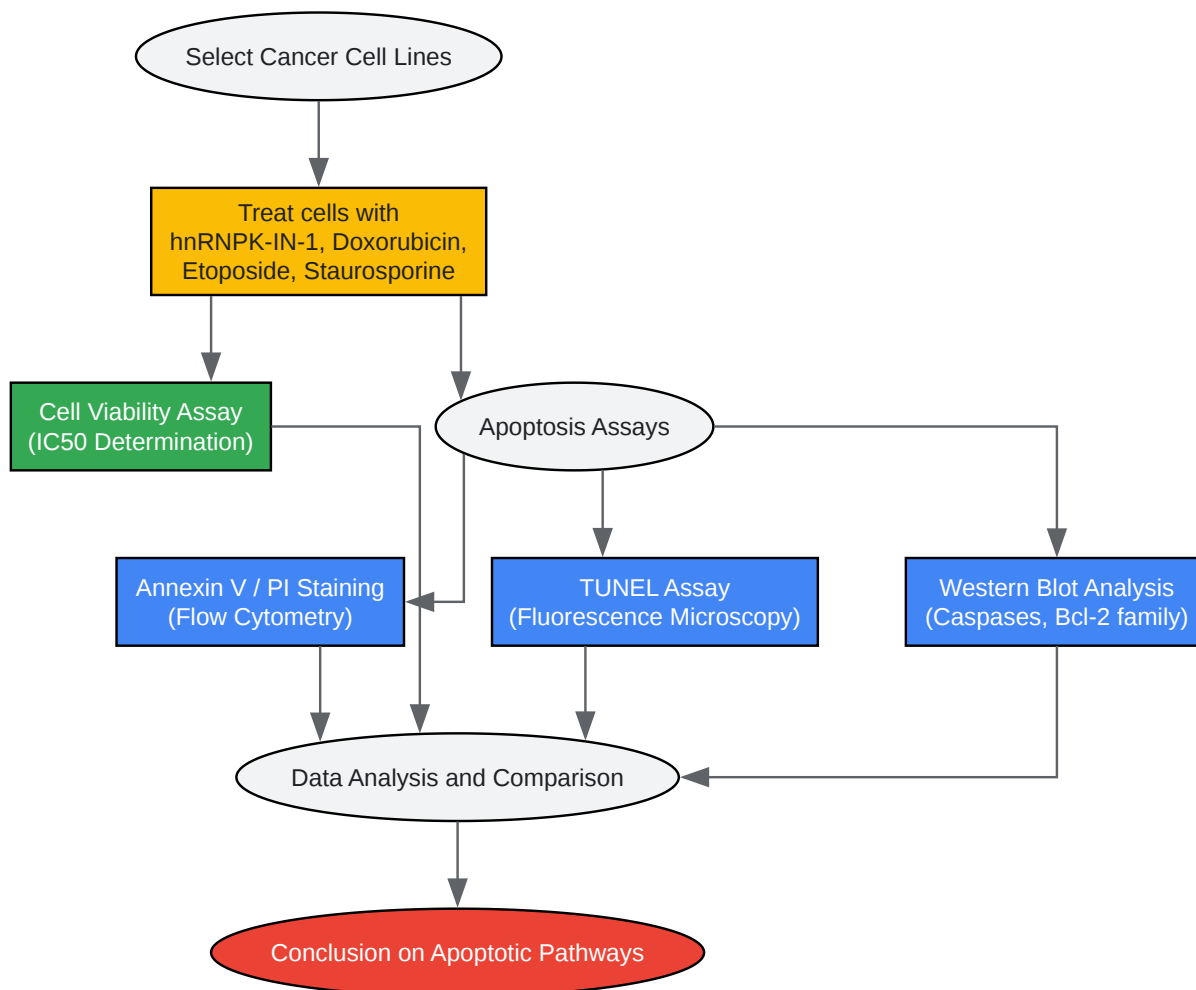 Select Cancer Cell Lines
Treat cells with
hnRNPK-IN-1, Doxorubicin,
Etoposide, Staurosporine
Cell Viability Assay
(IC50 Determination)
Apoptosis Assays
Annexin V / PI Staining
(Flow Cytometry)
TUNEL Assay
(Fluorescence Microscopy)
Western Blot Analysis
(Caspases, Bcl-2 family)
Data Analysis and Comparison
Conclusion on Apoptotic Pathways